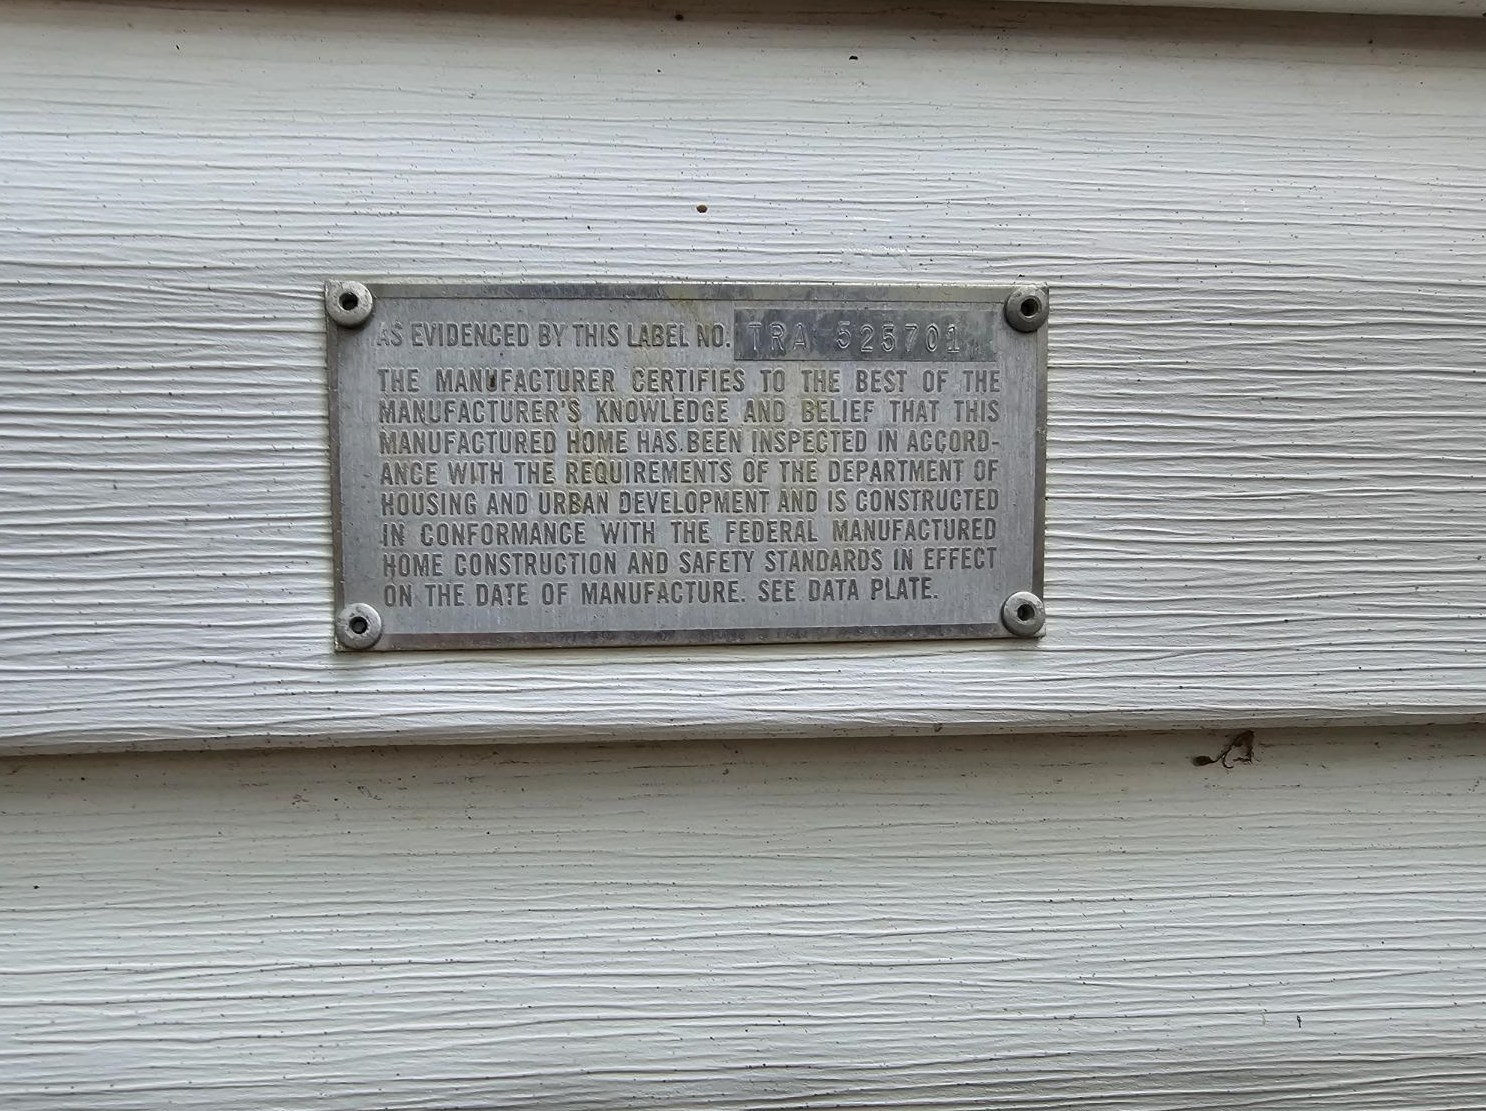 AS EVIDENCED BY THIS LABEL NO. TRA 525701
THE MANUFACTURER CERTIFIES TO THE BEST OF THE
MANUFACTURER'S KNOWLEDGE AND BELIEF THAT THIS
MANUFACTURED HOME HAS BEEN INSPECTED IN ACCORD-
ANCE WITH THE REQUIREMENTS OF THE DEPARTMENT OF
HOUSING AND URBAN DEVELOPMENT AND IS CONSTRUCTED
IN CONFORMANCE WITH THE FEDERAL MANUFACTURED
HOME CONSTRUCTION AND SAFETY STANDARDS IN EFFECT
ON THE DATE OF MANUFACTURE. SEE DATA PLATE.